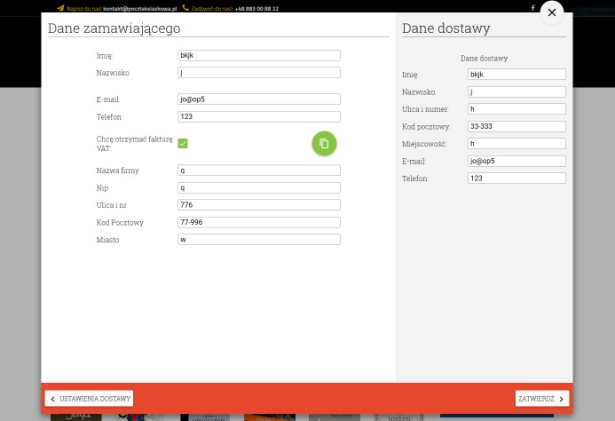 Napisz do nas! kontakt@pocztaksiazkowa.pl Zadzwoń do nas! +48 883 00 88 22
Dane zamawiającego
Imię: bkjk
Nazwisko j
E-mail: jo@op5
Telefon 123
Chcę otrzymać fakturę
VAT:
Nazwa firmy q
Nip q
Ulica i nr 776
Kod Pocztowy 77-996
Miasto w
Dane dostawy
Dane dostawy
Imię: bkjk
Nazwisko: j
Ulica i numer: h
Kod pocztowy: 33-333
Miejscowość: h
E-mail: jo@op5
Telefon: 123
USTAWIENIA DOSTAWY
ZATWIERDŹ